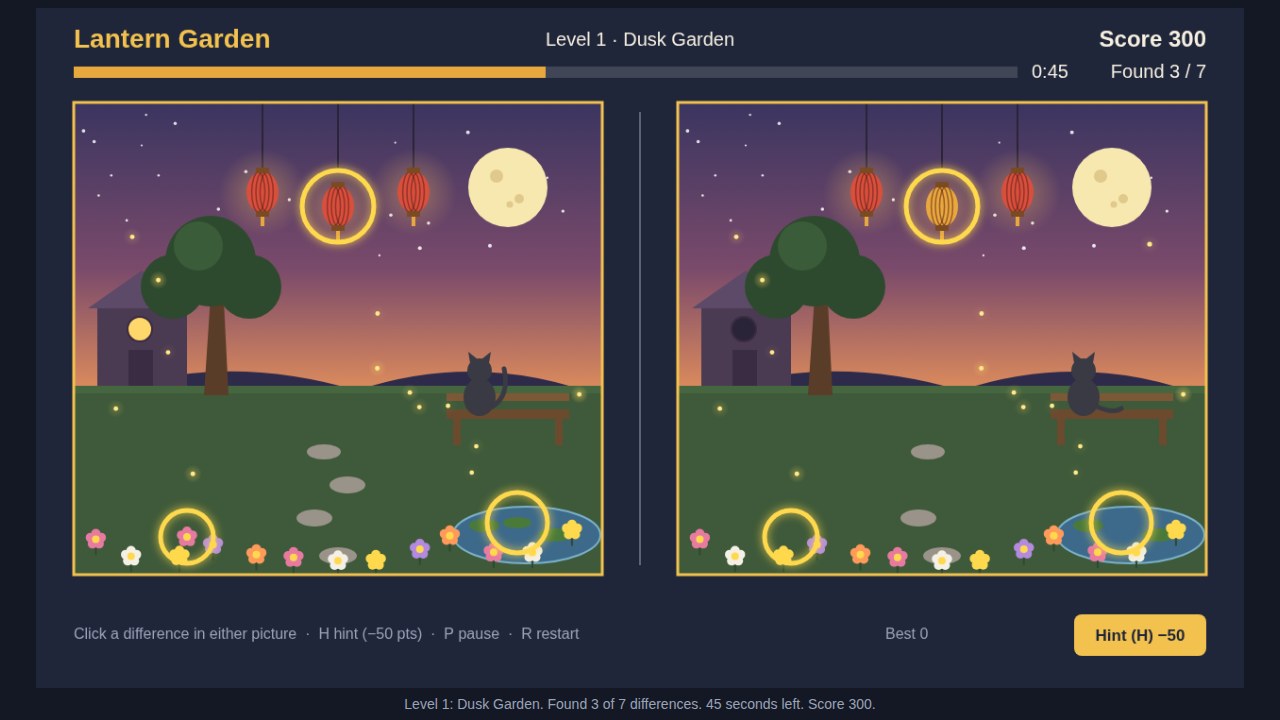 Lantern Garden
Level 1 · Dusk Garden
Score 300
0:45
Found 3 / 7
Click a difference in either picture · H hint (−50 pts) · P pause · R restart
Best 0
Hint (H) −50
Level 1: Dusk Garden. Found 3 of 7 differences. 45 seconds left. Score 300.